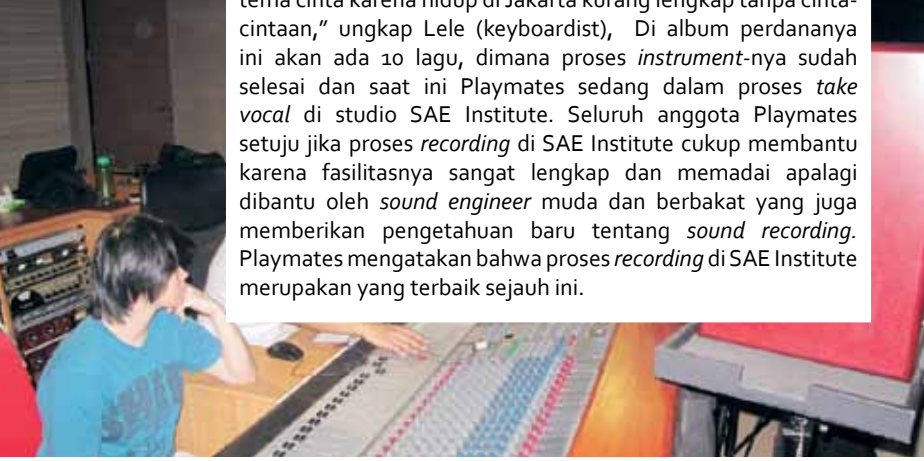 tema cinta karena hidup di Jakarta kurang lengkap tanpa cinta-
cintaan,” ungkap Lele (keyboardist), Di album perdananya
ini akan ada 10 lagu, dimana proses instrument-nya sudah
selesai dan saat ini Playmates sedang dalam proses take
vocal di studio SAE Institute. Seluruh anggota Playmates
setuju jika proses recording di SAE Institute cukup membantu
karena fasilitasnya sangat lengkap dan memadai apalagi
dibantu oleh sound engineer muda dan berbakat yang juga
memberikan pengetahuan baru tentang sound recording.
Playmates mengatakan bahwa proses recording di SAE Institute
merupakan yang terbaik sejauh ini.